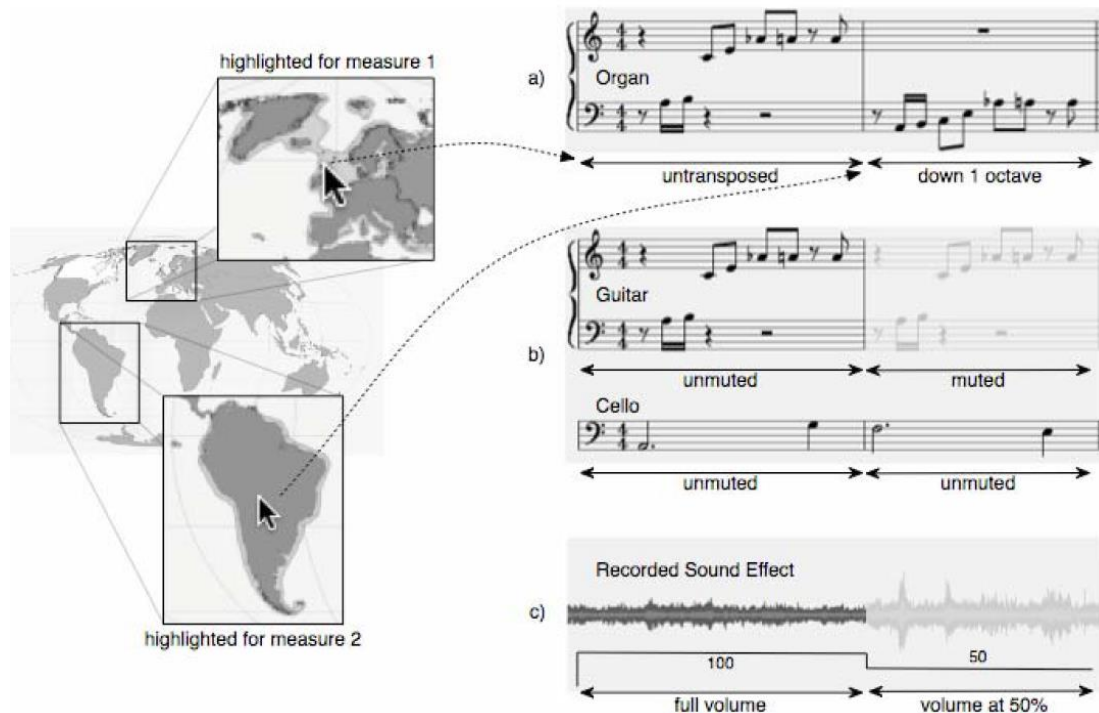 highlighted for measure 1
highlighted for measure 2
a)
Organ
untransposed
down 1 octave
b)
Guitar
unmuted
muted
Cello
unmuted
unmuted
c)
Recorded Sound Effect
100
50
full volume
volume at 50%